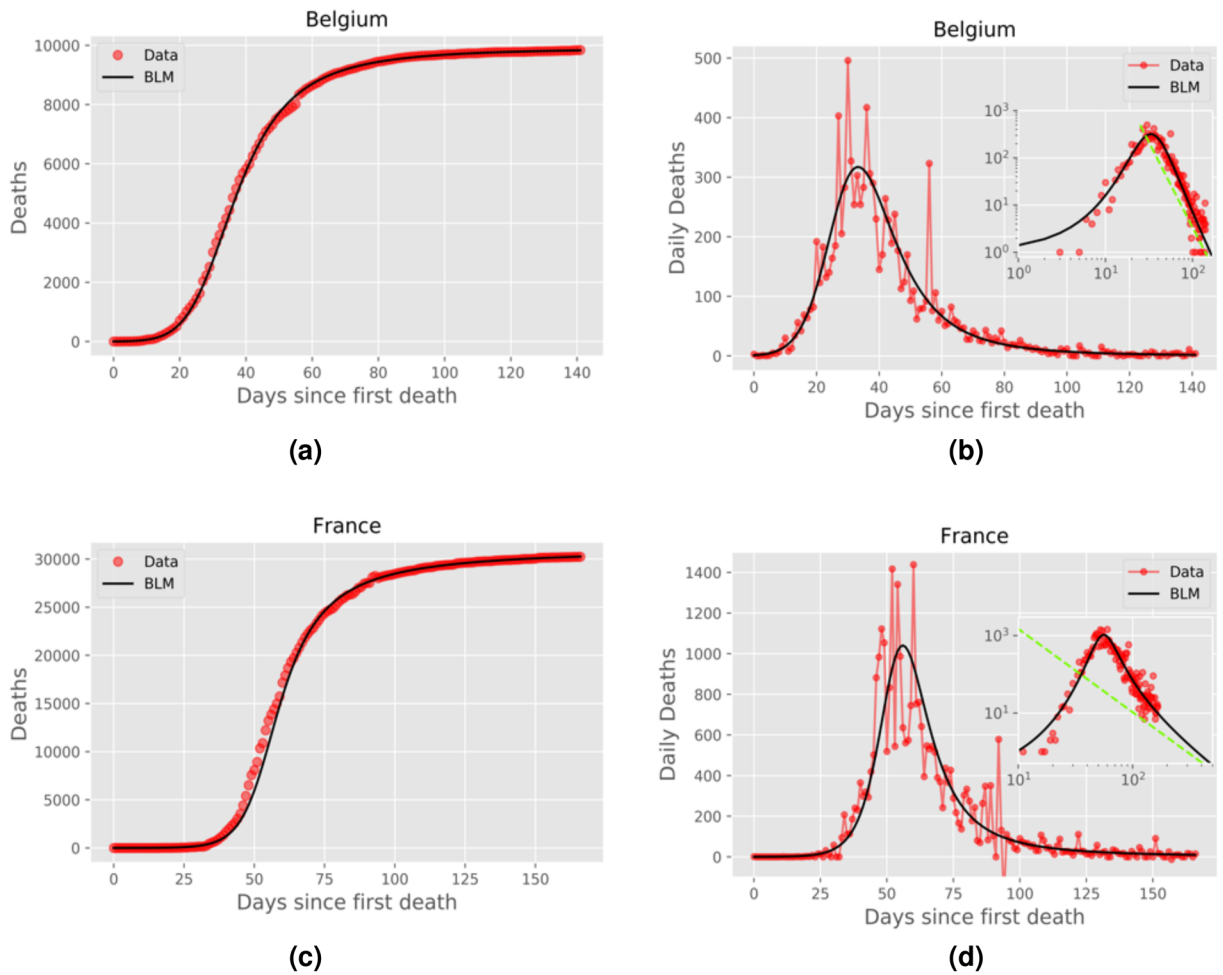 Belgium
Data
BLM
10000
8000
6000
4000
2000
0
Deaths
0 20 40 60 80 100 120 140
Days since first death
(a)
Belgium
Data
BLM
500
400
300
200
100
0
Daily Deaths
10³
10²
10¹
10⁰
10⁰ 10¹ 10²
0 20 40 60 80 100 120 140
Days since first death
(b)
France
Data
BLM
30000
25000
20000
15000
10000
5000
0
Deaths
0 25 50 75 100 125 150
Days since first death
(c)
France
Data
BLM
1400
1200
1000
800
600
400
200
0
Daily Deaths
10³
10¹
10¹ 10²
0 25 50 75 100 125 150
Days since first death
(d)